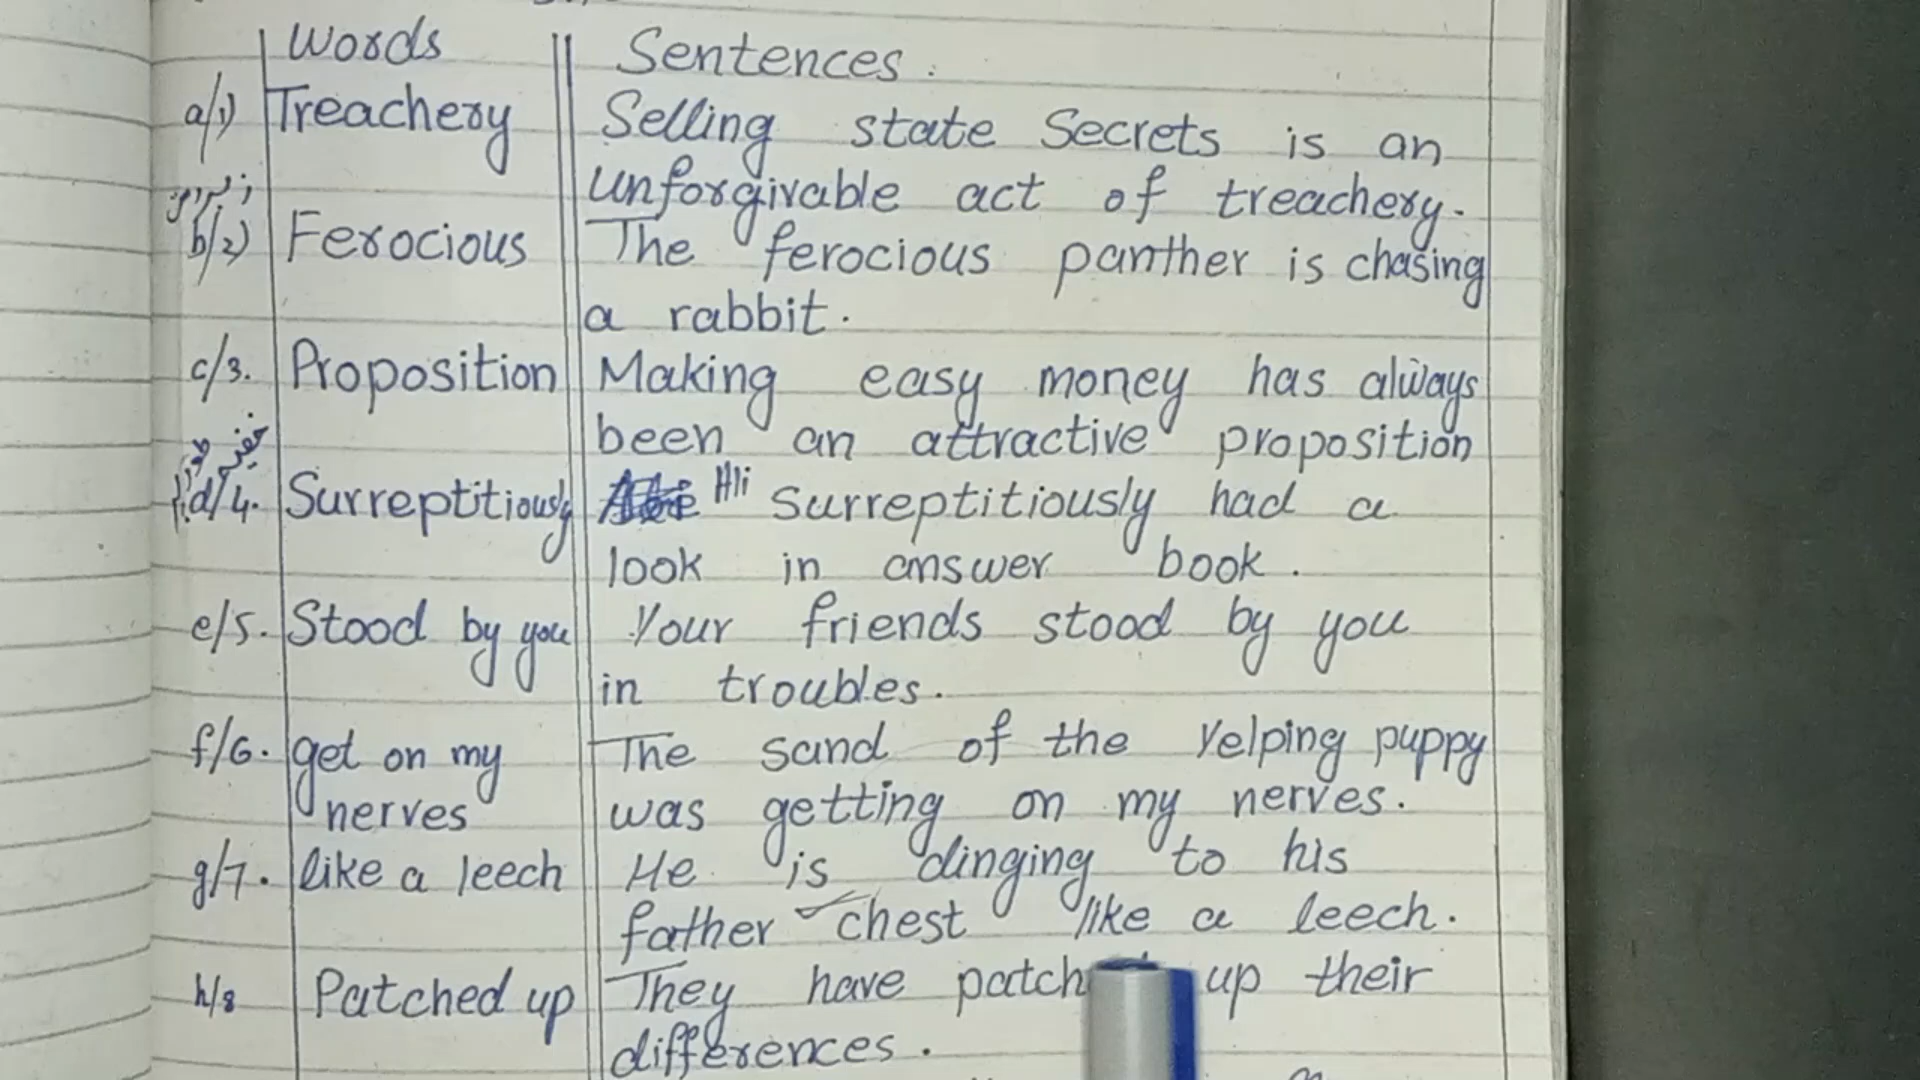 Words Sentences.
a/1) Treachery Selling state Secrets is an
unforgivable act of treachery.
b/2) Ferocious The ferocious panther is chasing
a rabbit.
c/3. Proposition Making easy money has always
been an attractive proposition
خفیہ طور
d/4. Surreptitiously Ali surreptitiously had a
look in answer book.
e/5. Stood by you Your friends stood by you
in troubles.
f/6. get on my The sand of the Yelping puppy
nerves was getting on my nerves.
g/7. like a leech He is clinging to his
father chest like a leech.
h/8 Patched up They have patch up their
differences.